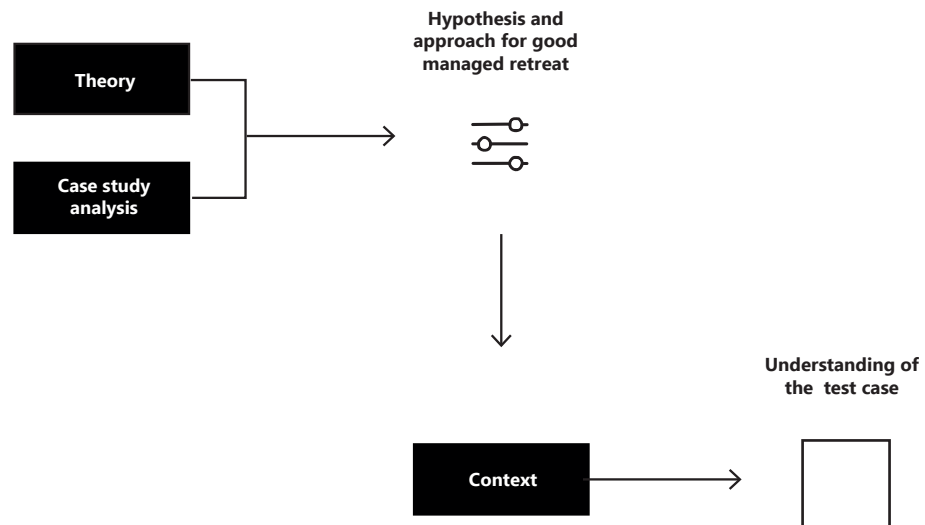 Hypothesis and
approach for good
managed retreat
Theory
Case study
analysis
Understanding of
the test case
Context